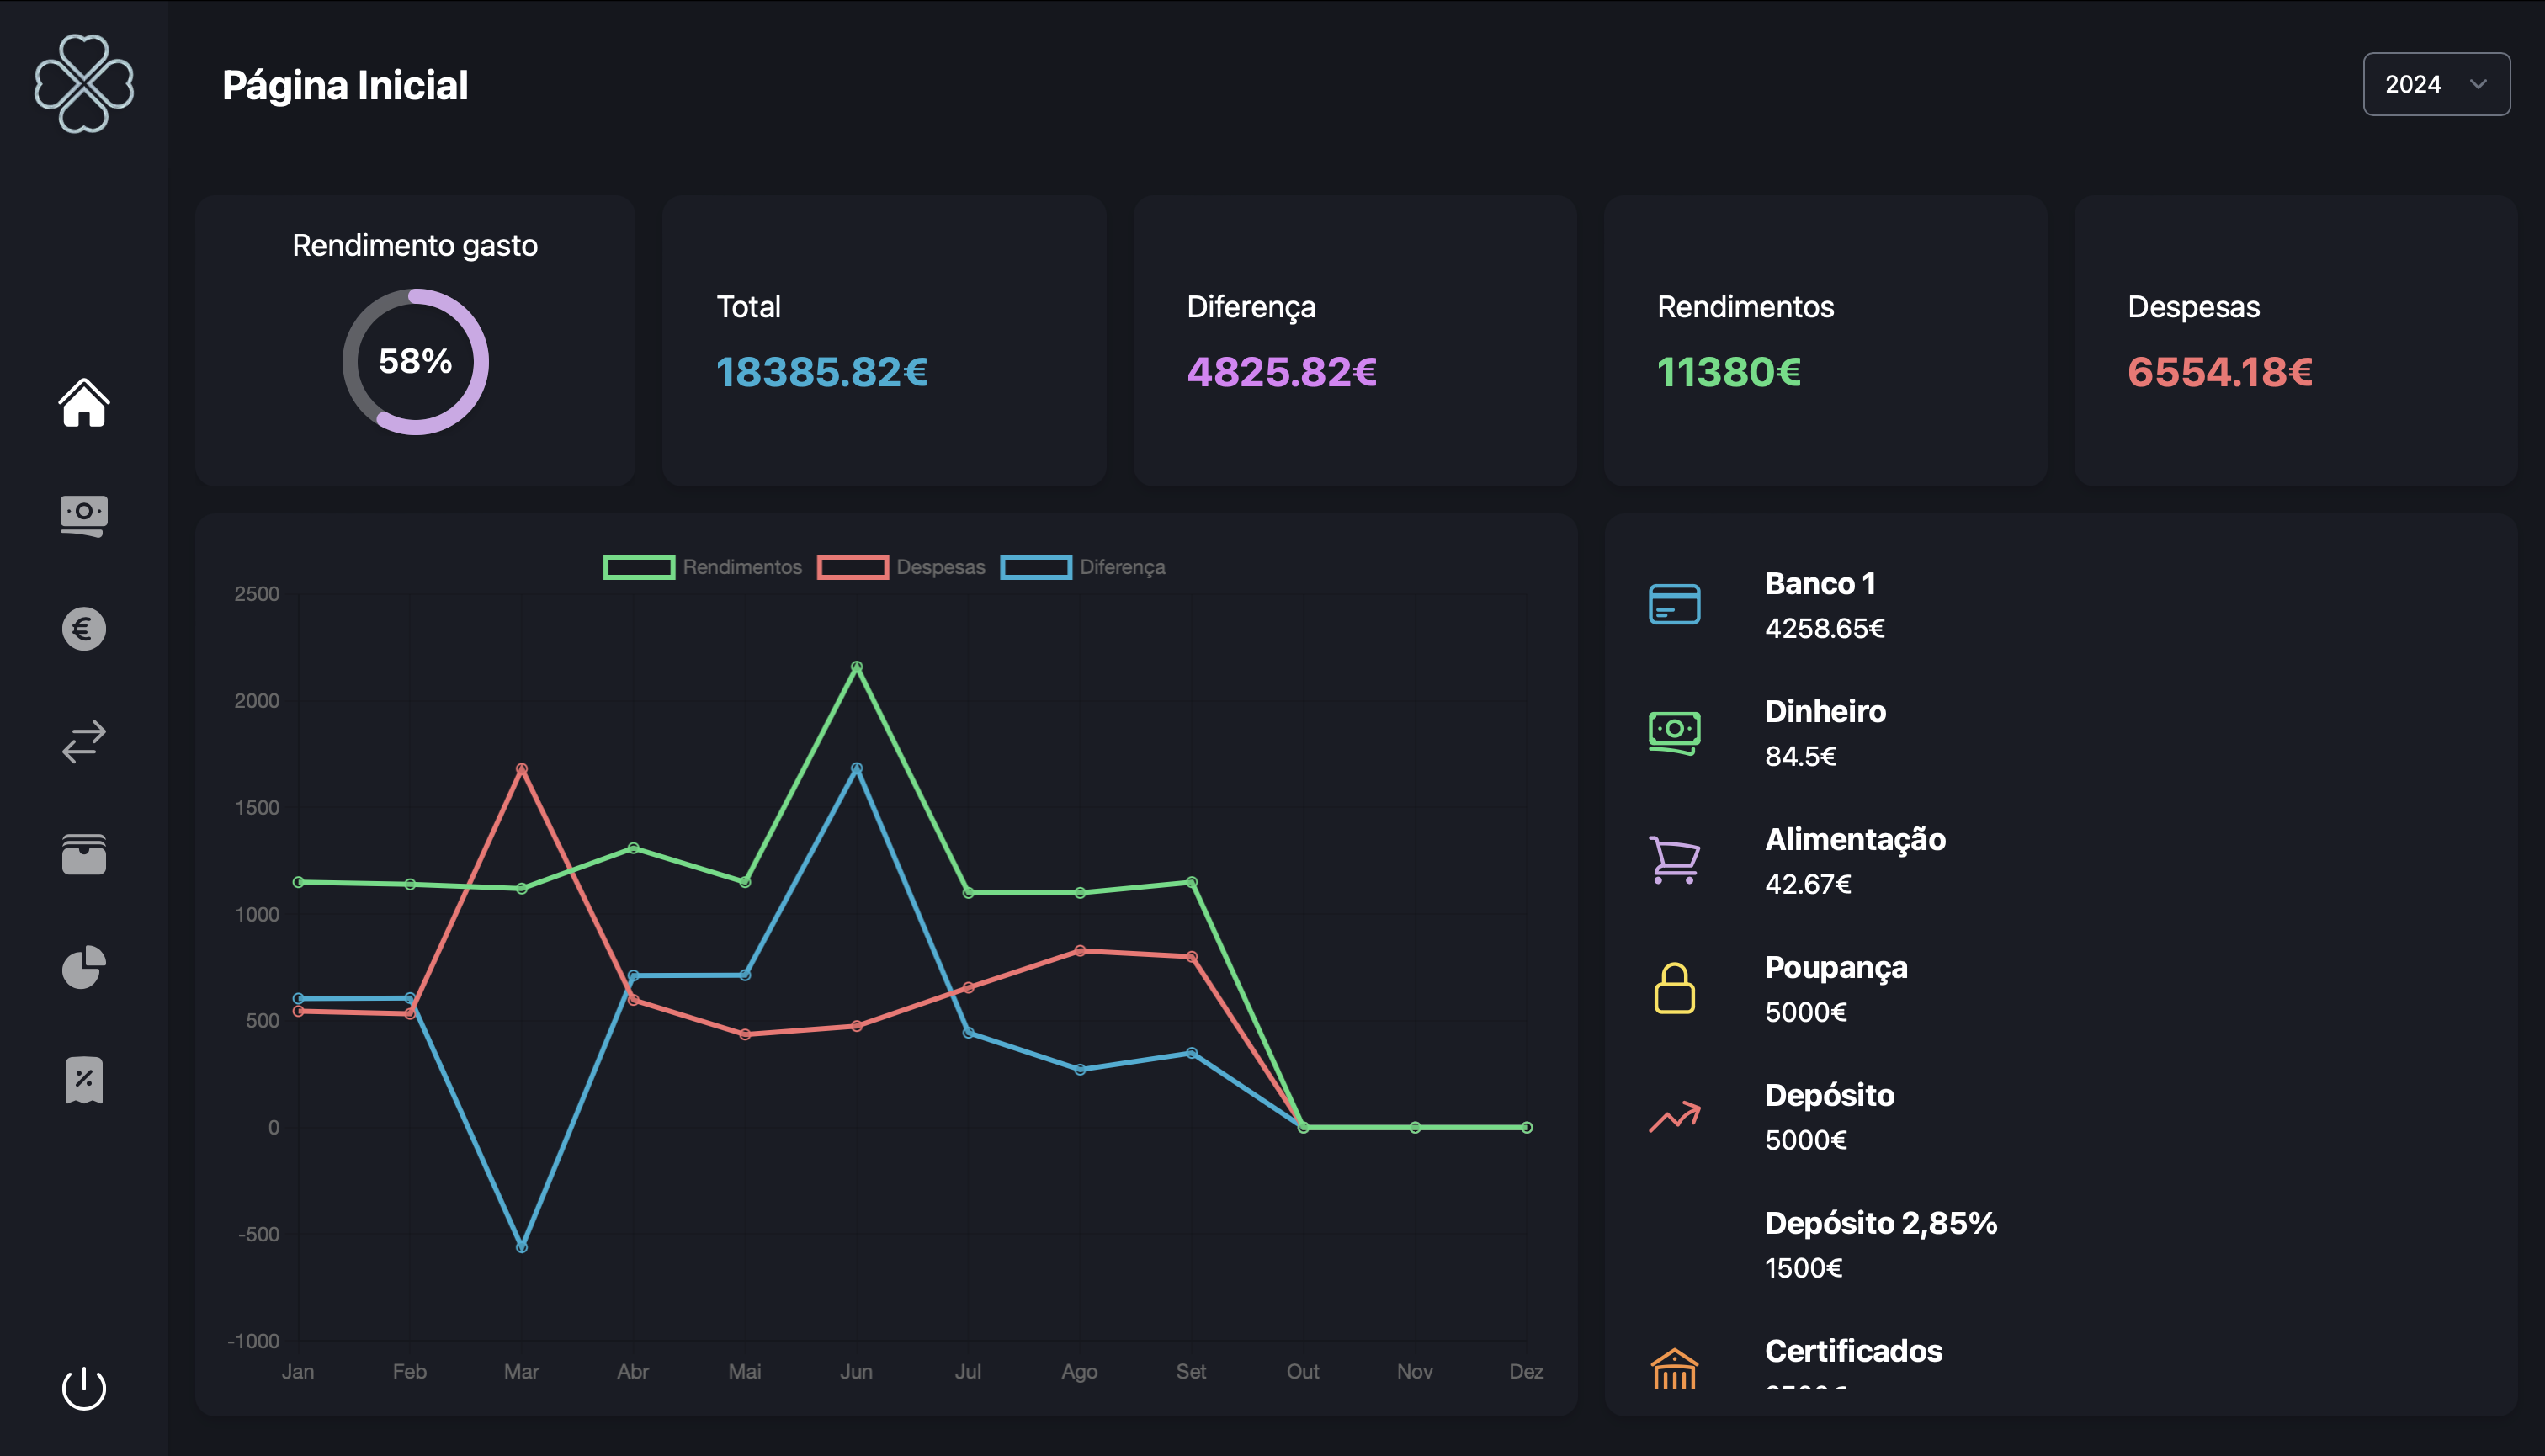 Página Inicial
2024
Rendimento gasto
58%
Total
18385.82€
Diferença
4825.82€
Rendimentos
11380€
Despesas
6554.18€
Rendimentos Despesas Diferença
2500
2000
1500
1000
500
0
-500
-1000
Jan Feb Mar Abr Mai Jun Jul Ago Set Out Nov Dez
Banco 1
4258.65€
Dinheiro
84.5€
Alimentação
42.67€
Poupança
5000€
Depósito
5000€
Depósito 2,85%
1500€
Certificados